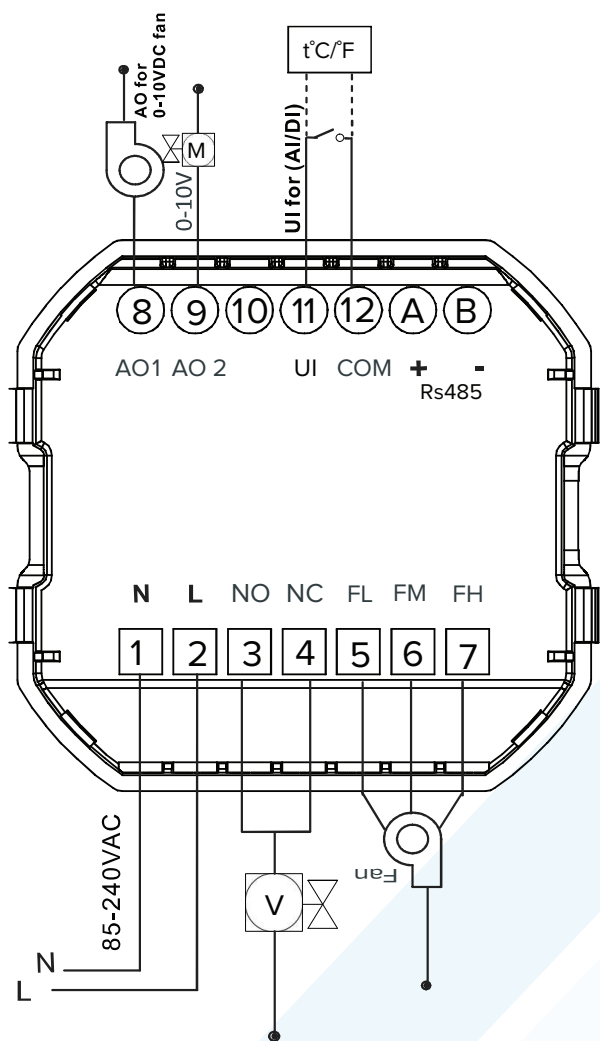 t°C/°F
AO for
0-10VDC fan
M
0-10V
UI for (AI/DI)
8 9 10 11 12 A B
AO1 AO 2 UI COM + -
Rs485
N L NO NC FL FM FH
1 2 3 4 5 6 7
85-240VAC
Fan
V
N
L